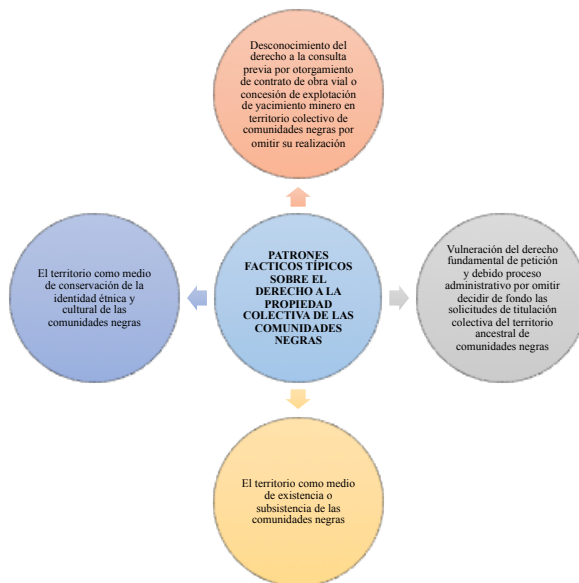 Desconocimiento del
derecho a la consulta
previa por otorgamiento
de contrato de obra vial o
concesión de explotación
de yacimiento minero en
territorio colectivo de
comunidades negras por
omitir su realización
El territorio como medio
de conservación de la
identidad étnica y
cultural de las
comunidades negras
PATRONES
FACTICOS TÍPICOS
SOBRE EL
DERECHO A LA
PROPIEDAD
COLECTIVA DE LAS
COMUNIDADES
NEGRAS
Vulneración del derecho
fundamental de petición
y debido proceso
administrativo por omitir
decidir de fondo las
solicitudes de titulación
colectiva del territorio
ancestral de
comunidades negras
El territorio como medio
de existencia o
subsistencia de las
comunidades negras